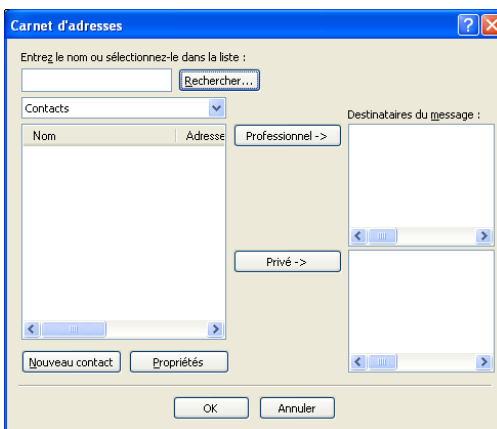 Carnet d'adresses
Entrez le nom ou sélectionnez-le dans la liste :
Rechercher...
Contacts
Destinataires du message :
Nom Adresse
Professionnel ->
Privé ->
Nouveau contact Propriétés
OK Annuler